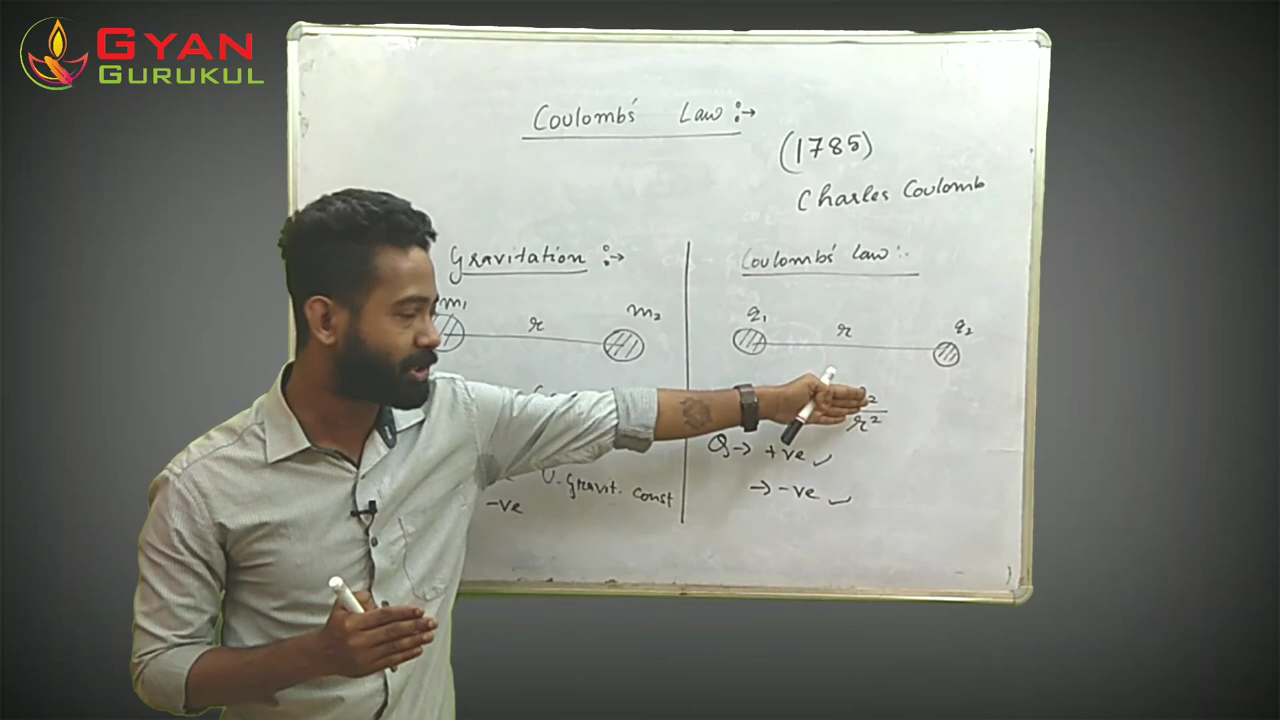 GYAN
GURUKUL
Coulomb's Law :→
(1785)
Charles Coulomb
Gravitation :→
m1 r m2
-ve
G- Gravit. const
Coulomb's Law :-
q1 r q2
r²
Q → +ve ✓
→ -ve ✓